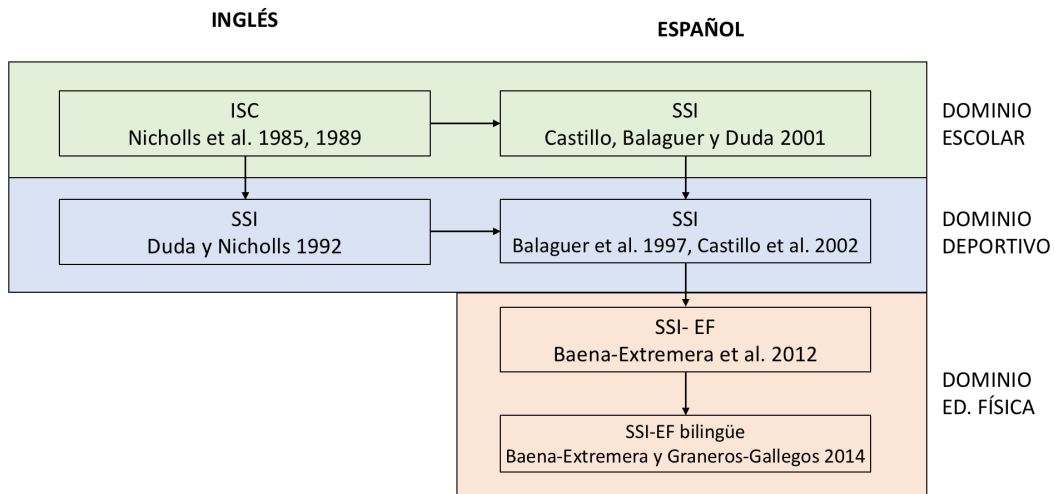 INGLÉS
ESPAÑOL
ISC
Nicholls et al. 1985, 1989
SSI
Castillo, Balaguer y Duda 2001
DOMINIO
ESCOLAR
SSI
Duda y Nicholls 1992
SSI
Balaguer et al. 1997, Castillo et al. 2002
DOMINIO
DEPORTIVO
SSI- EF
Baena-Extremera et al. 2012
SSI-EF bilingüe
Baena-Extremera y Graneros-Gallegos 2014
DOMINIO
ED. FÍSICA